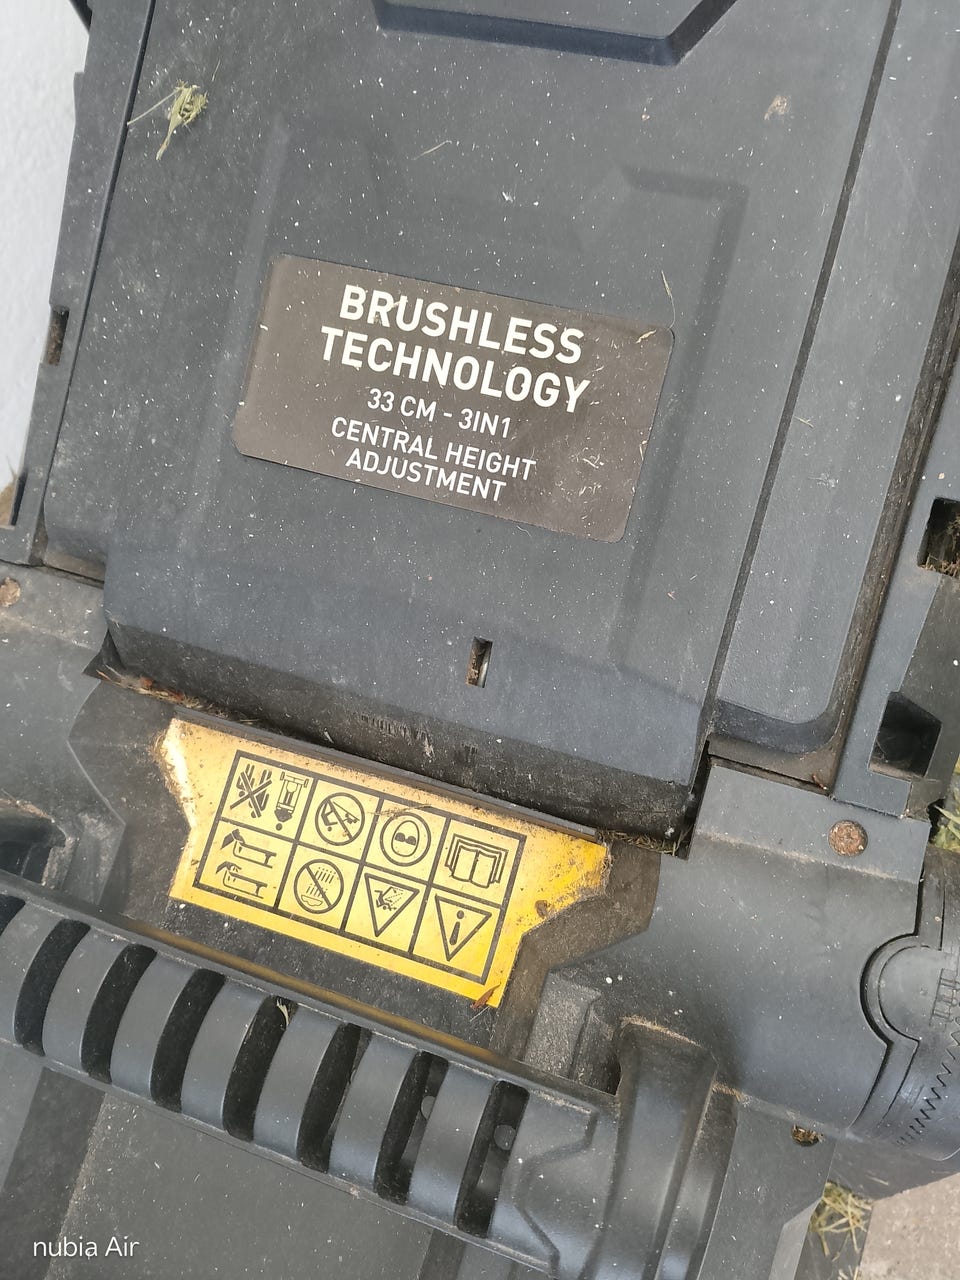 BRUSHLESS
TECHNOLOGY
33 CM - 3IN1
CENTRAL HEIGHT
ADJUSTMENT
nubia Air